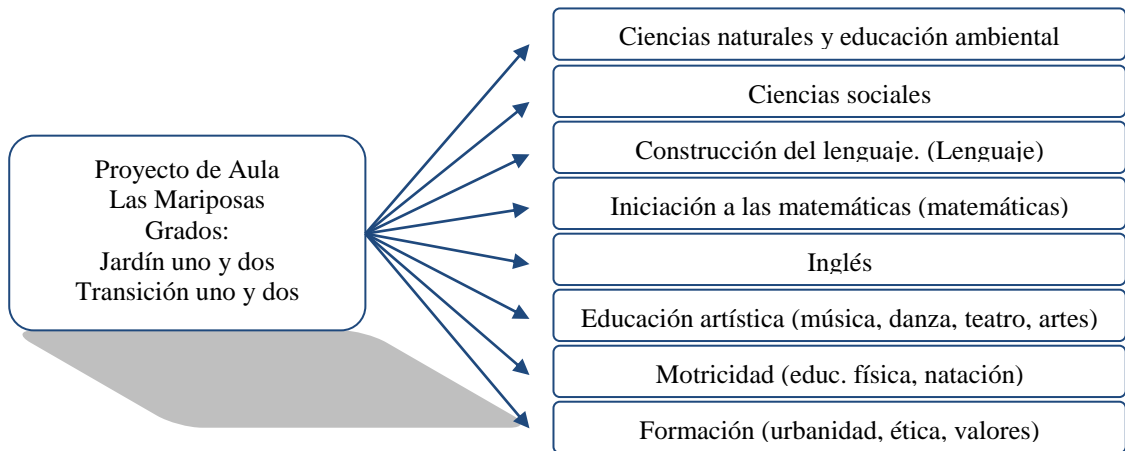 Proyecto de Aula
Las Mariposas
Grados:
Jardín uno y dos
Transición uno y dos
Ciencias naturales y educación ambiental
Ciencias sociales
Construcción del lenguaje. (Lenguaje)
Iniciación a las matemáticas (matemáticas)
Inglés
Educación artística (música, danza, teatro, artes)
Motricidad (educ. física, natación)
Formación (urbanidad, ética, valores)